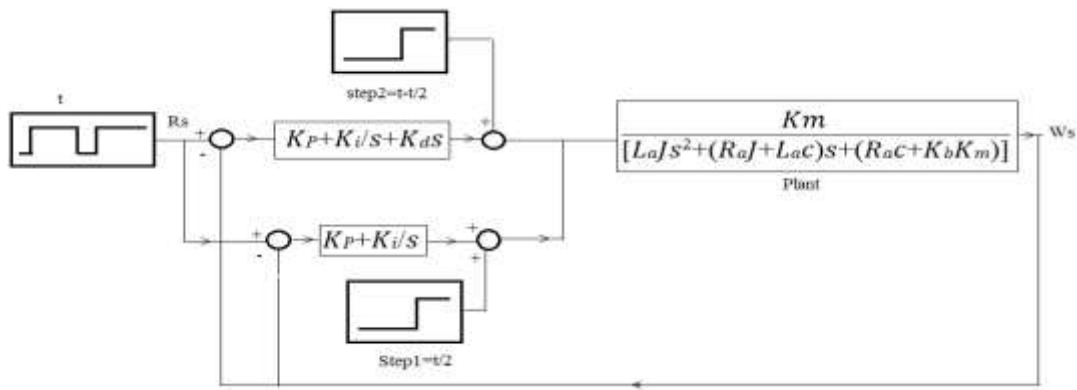 step2=t-t/2
t
Rs
+
-
KP+Ki/s+Kds
+
Km
[LaJs²+(RaJ+Lac)s+(Rac+KbKm)]
Ws
Plant
+
-
KP+Ki/s
+
+
Step1=t/2